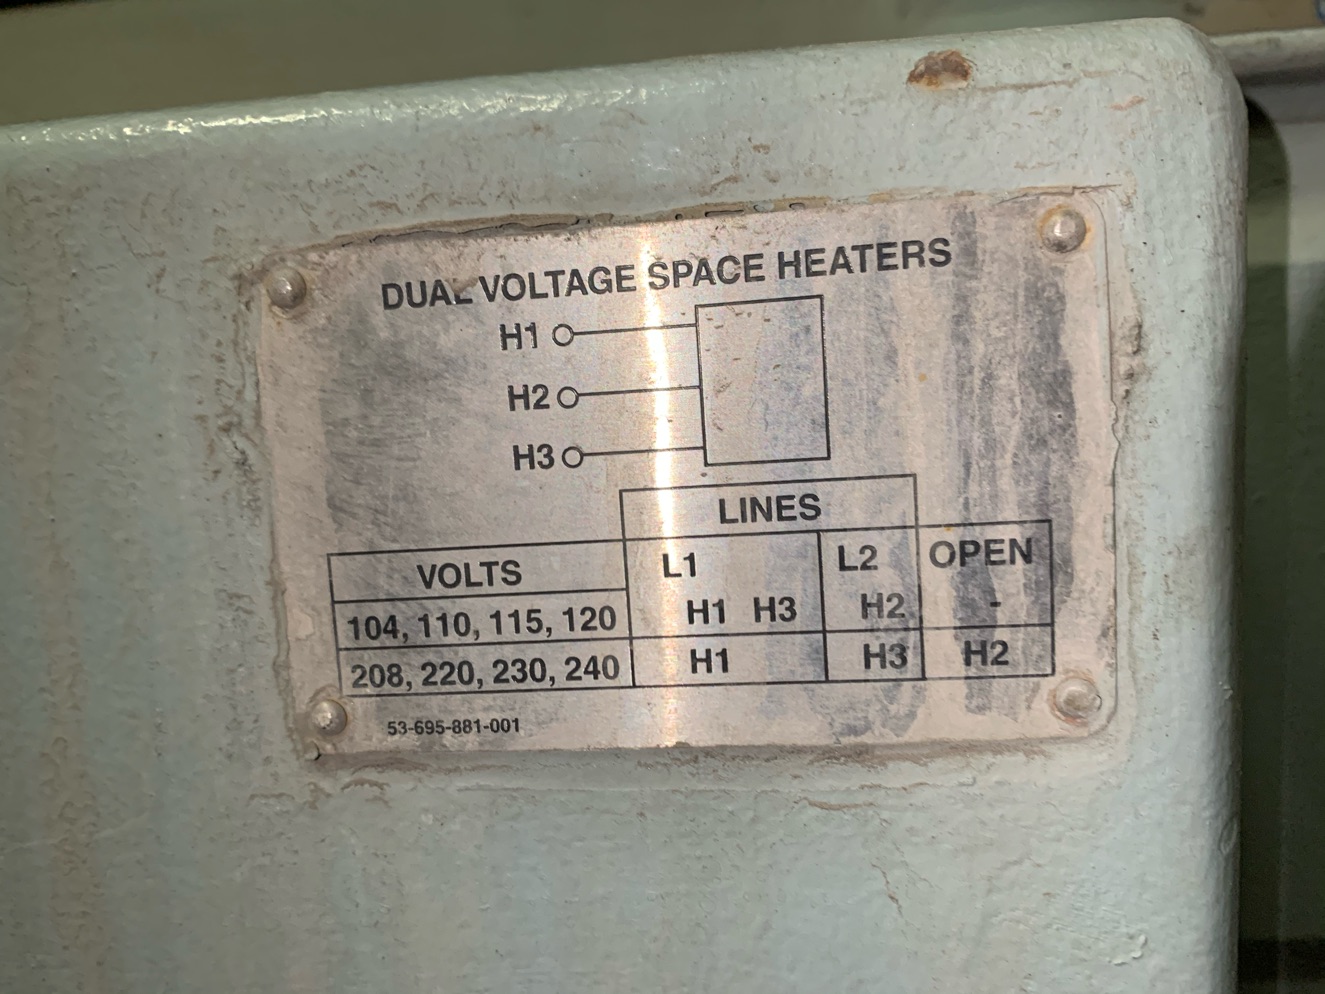 DUAL VOLTAGE SPACE HEATERS
H1
H2
H3
LINES
VOLTS L1 L2 OPEN
104, 110, 115, 120 H1 H3 H2 -
208, 220, 230, 240 H1 H3 H2
53-695-881-001